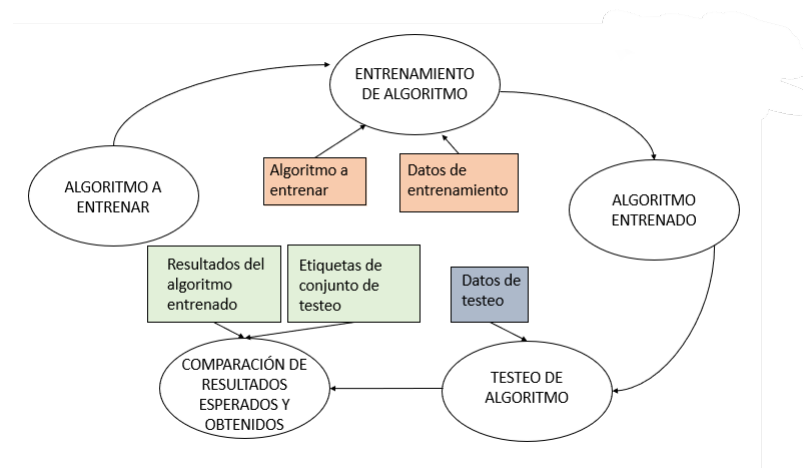 ENTRENAMIENTO
DE ALGORITMO
Algoritmo a
entrenar
Datos de
entrenamiento
ALGORITMO A
ENTRENAR
ALGORITMO
ENTRENADO
Resultados del
algoritmo
entrenado
Etiquetas de
conjunto de
testeo
Datos de
testeo
COMPARACIÓN DE
RESULTADOS
ESPERADOS Y
OBTENIDOS
TESTEO DE
ALGORITMO